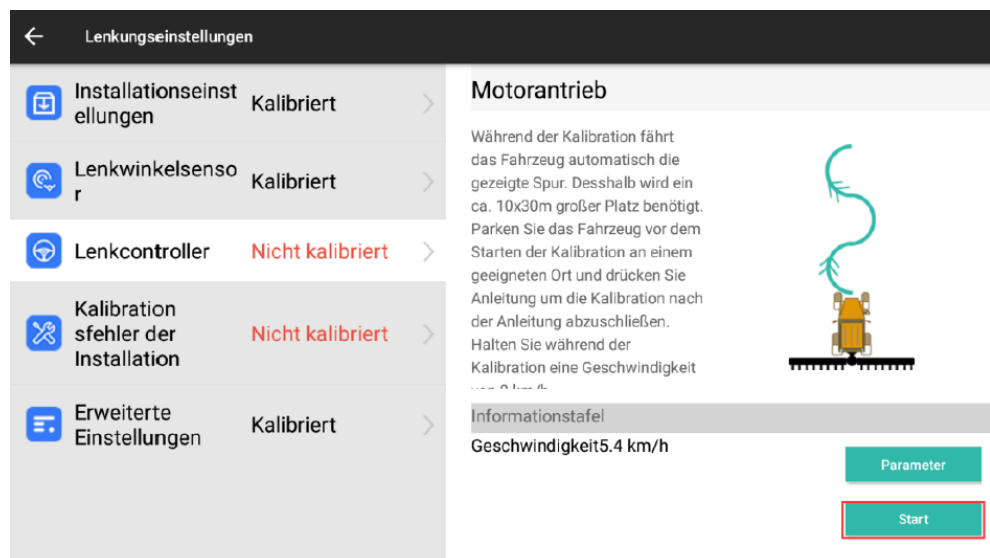 Lenkungseinstellungen
Installationseinst
ellungen
Kalibriert
Lenkwinkelsenso
r
Kalibriert
Lenkcontroller
Nicht kalibriert
Kalibration
sfehler der
Installation
Nicht kalibriert
Erweiterte
Einstellungen
Kalibriert
Motorantrieb
Während der Kalibration fährt
das Fahrzeug automatisch die
gezeigte Spur. Desshalb wird ein
ca. 10x30m großer Platz benötigt.
Parken Sie das Fahrzeug vor dem
Starten der Kalibration an einem
geeigneten Ort und drücken Sie
Anleitung um die Kalibration nach
der Anleitung abzuschließen.
Halten Sie während der
Kalibration eine Geschwindigkeit
Informationstafel
Geschwindigkeit5.4 km/h
Parameter
Start